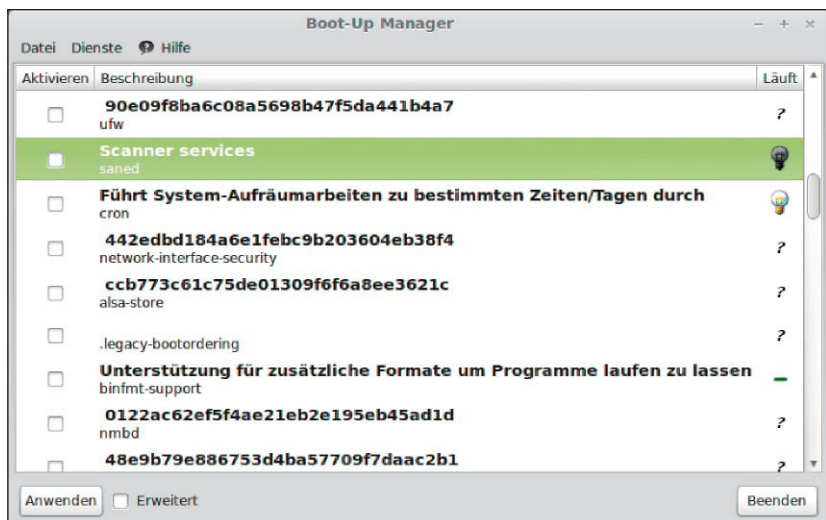 Boot-Up Manager
Datei Dienste Hilfe
Aktivieren Beschreibung Läuft
90e09f8ba6c08a5698b47f5da441b4a7
?
ufw
Scanner services
saned
Führt System-Aufräumarbeiten zu bestimmten Zeiten/Tagen durch
cron
442edbd184a6e1febc9b203604eb38f4
?
network-interface-security
ccb773c61c75de01309f6f6a8ee3621c
?
alsa-store
?
.legacy-bootordering
Unterstützung für zusätzliche Formate um Programme laufen zu lassen
binfmt-support
0122ac62ef5f4ae21eb2e195eb45ad1d
?
nmbd
48e9b79e886753d4ba57709f7daac2b1
?
Anwenden Erweitert Beenden